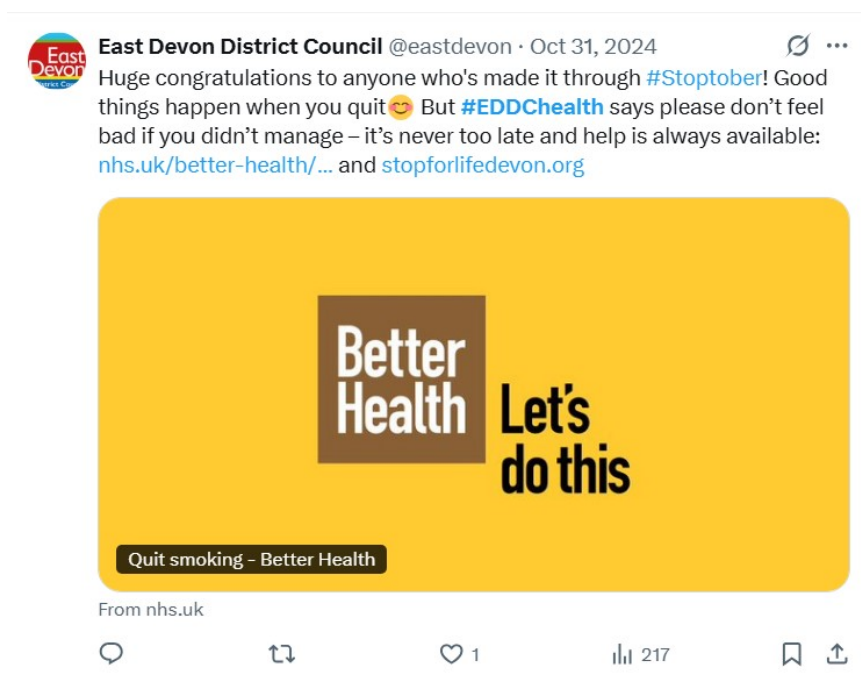 East Devon District Council @eastdevon · Oct 31, 2024
East
Devon
Huge congratulations to anyone who's made it through #Stoptober! Good
things happen when you quit😊 But #EDDChealth says please don’t feel
bad if you didn’t manage – it’s never too late and help is always available:
nhs.uk/better-health/... and stopforlifedevon.org
Better
Health
Let's
do this
Quit smoking - Better Health
From nhs.uk
1
217